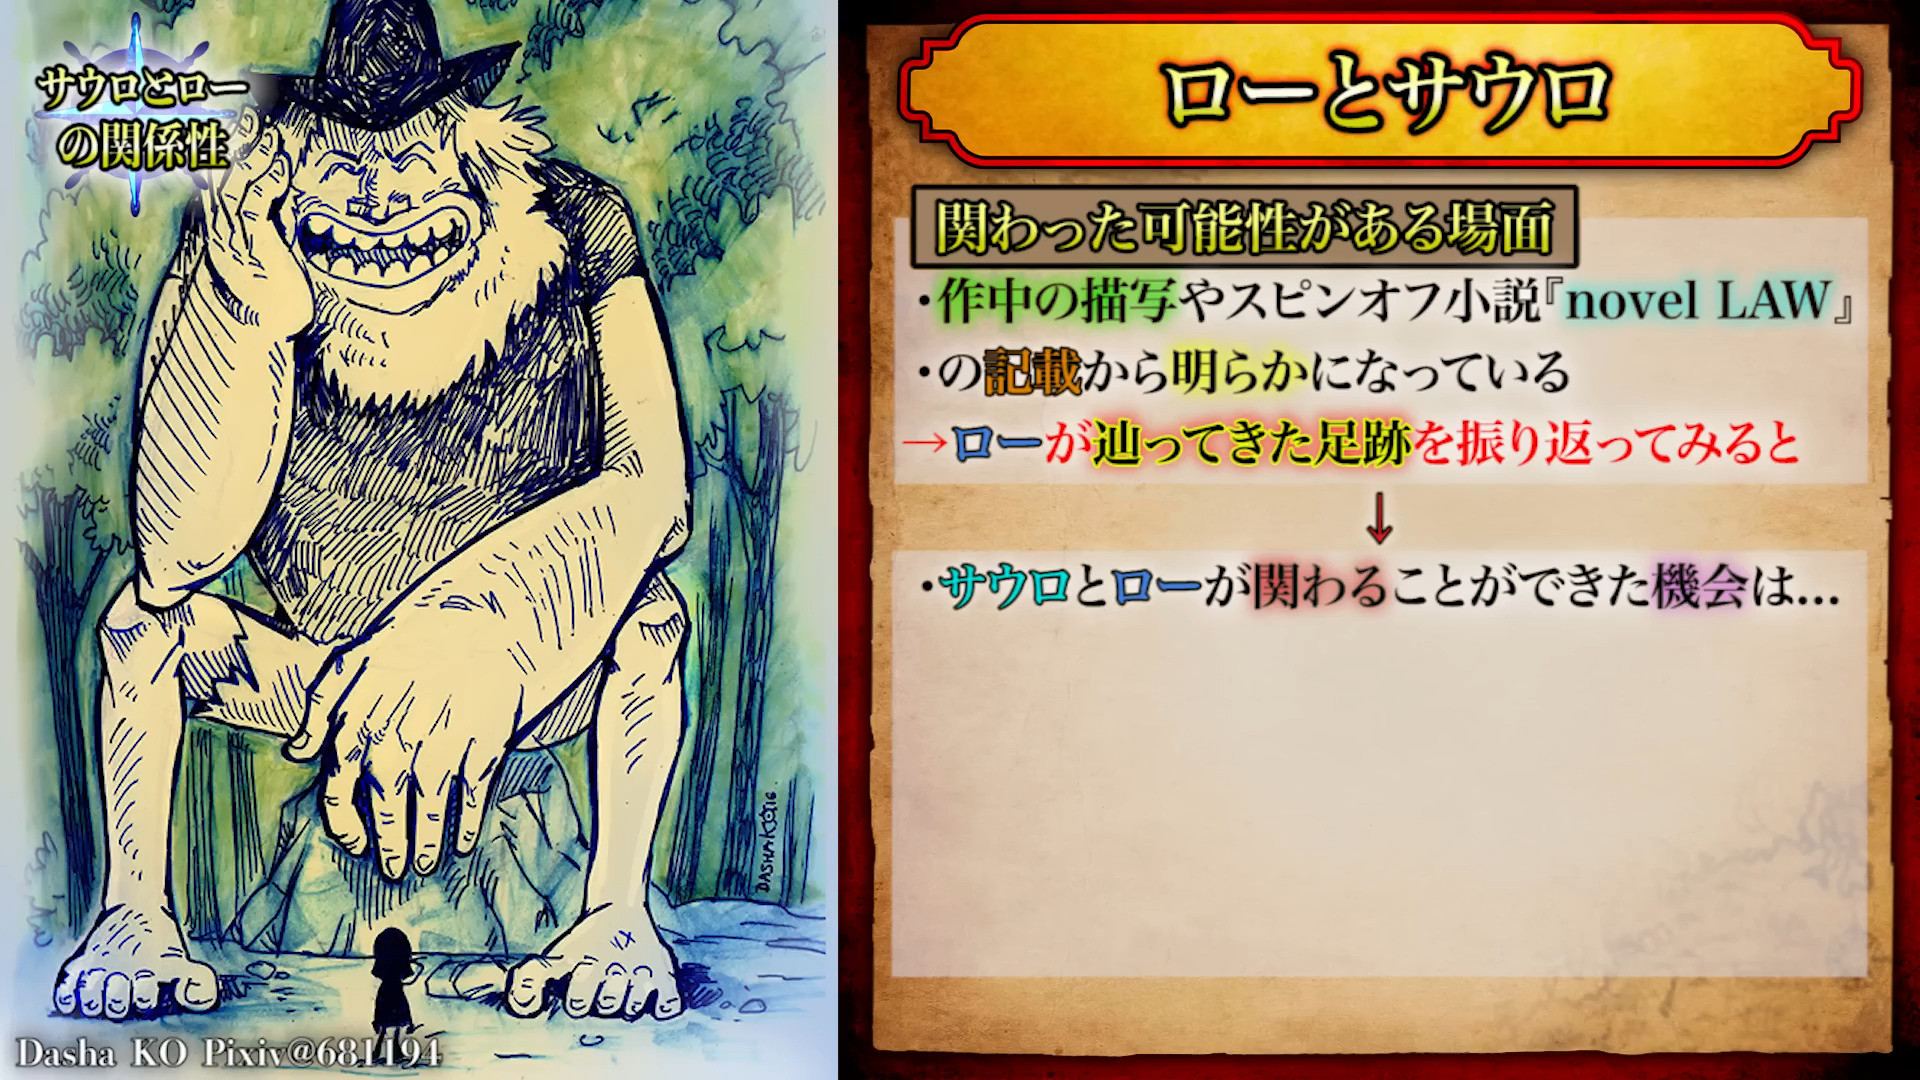 サウロとロー
の関係性
ローとサウロ
関わった可能性がある場面
・作中の描写やスピンオフ小説『novel LAW』
・の記載から明らかになっている
→ローが辿ってきた足跡を振り返ってみると
↓
・サウロとローが関わることができた機会は...
DASHAKO 16
Dasha KO Pixiv@681194